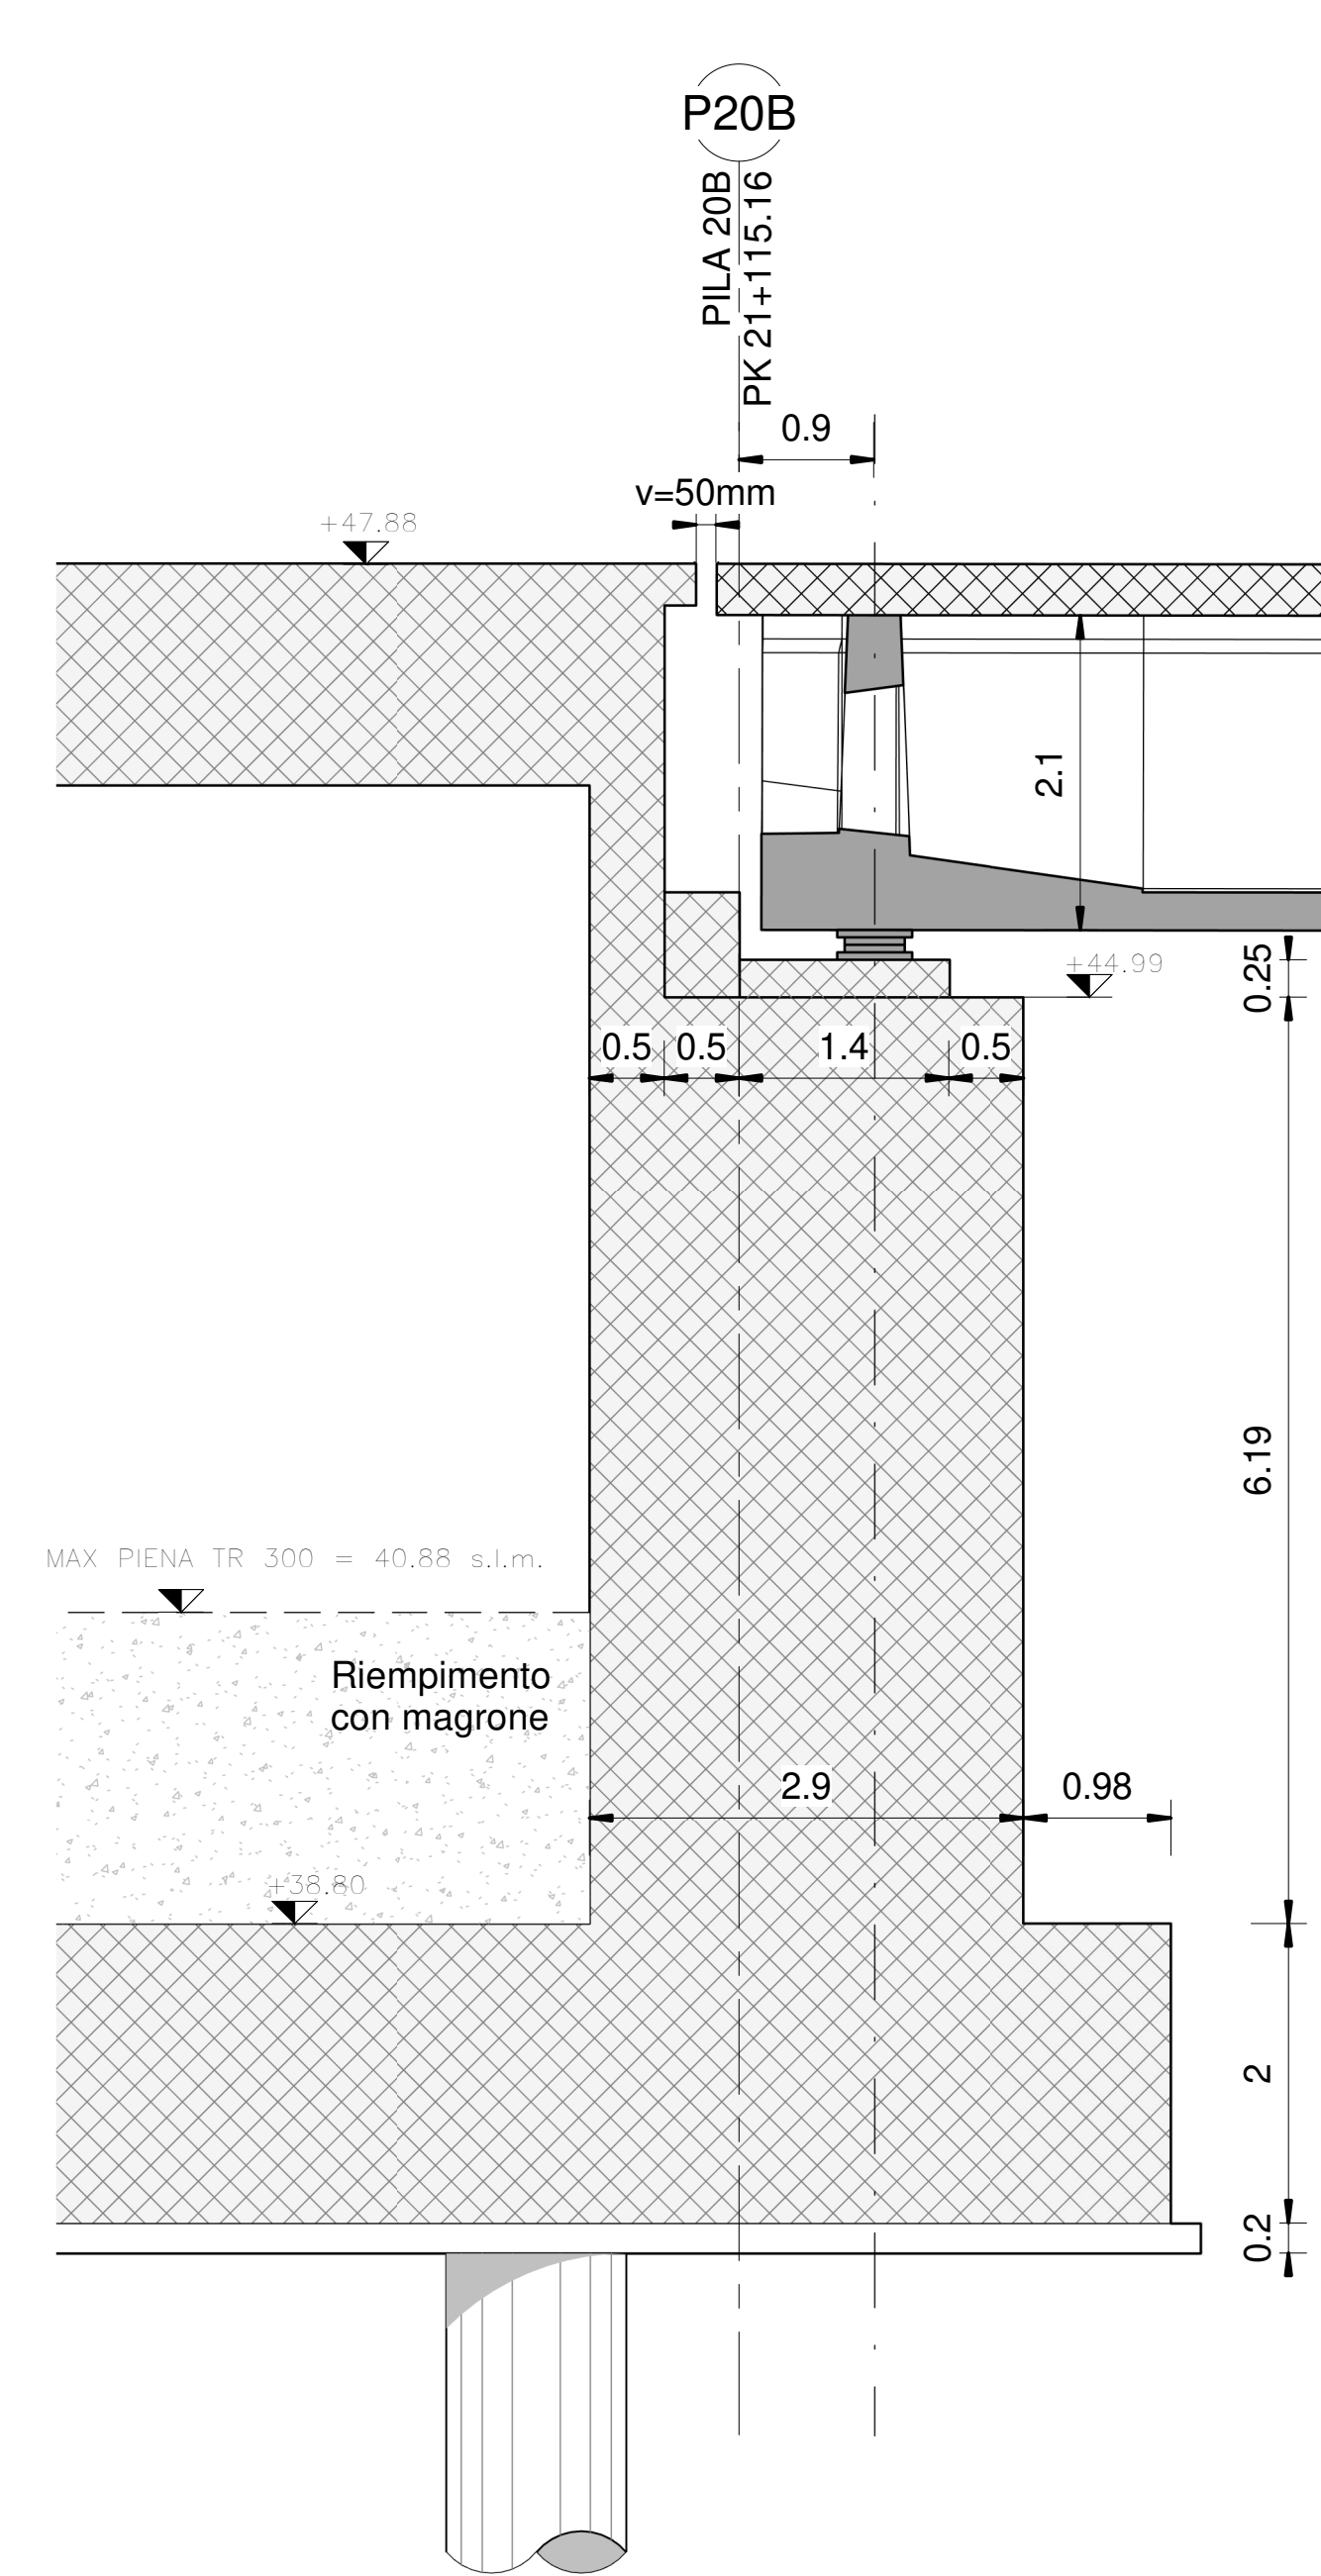 P20B
PILA 20B
PK 21+115.16
0.9
v=50mm
+47.88
2.1
0.25
+44.99
0.5
0.5
1.4
0.5
6.19
MAX PIENA TR 300 = 40.88 s.l.m.
Riempimento
con magrone
2.9
0.98
+38.80
2
0.2